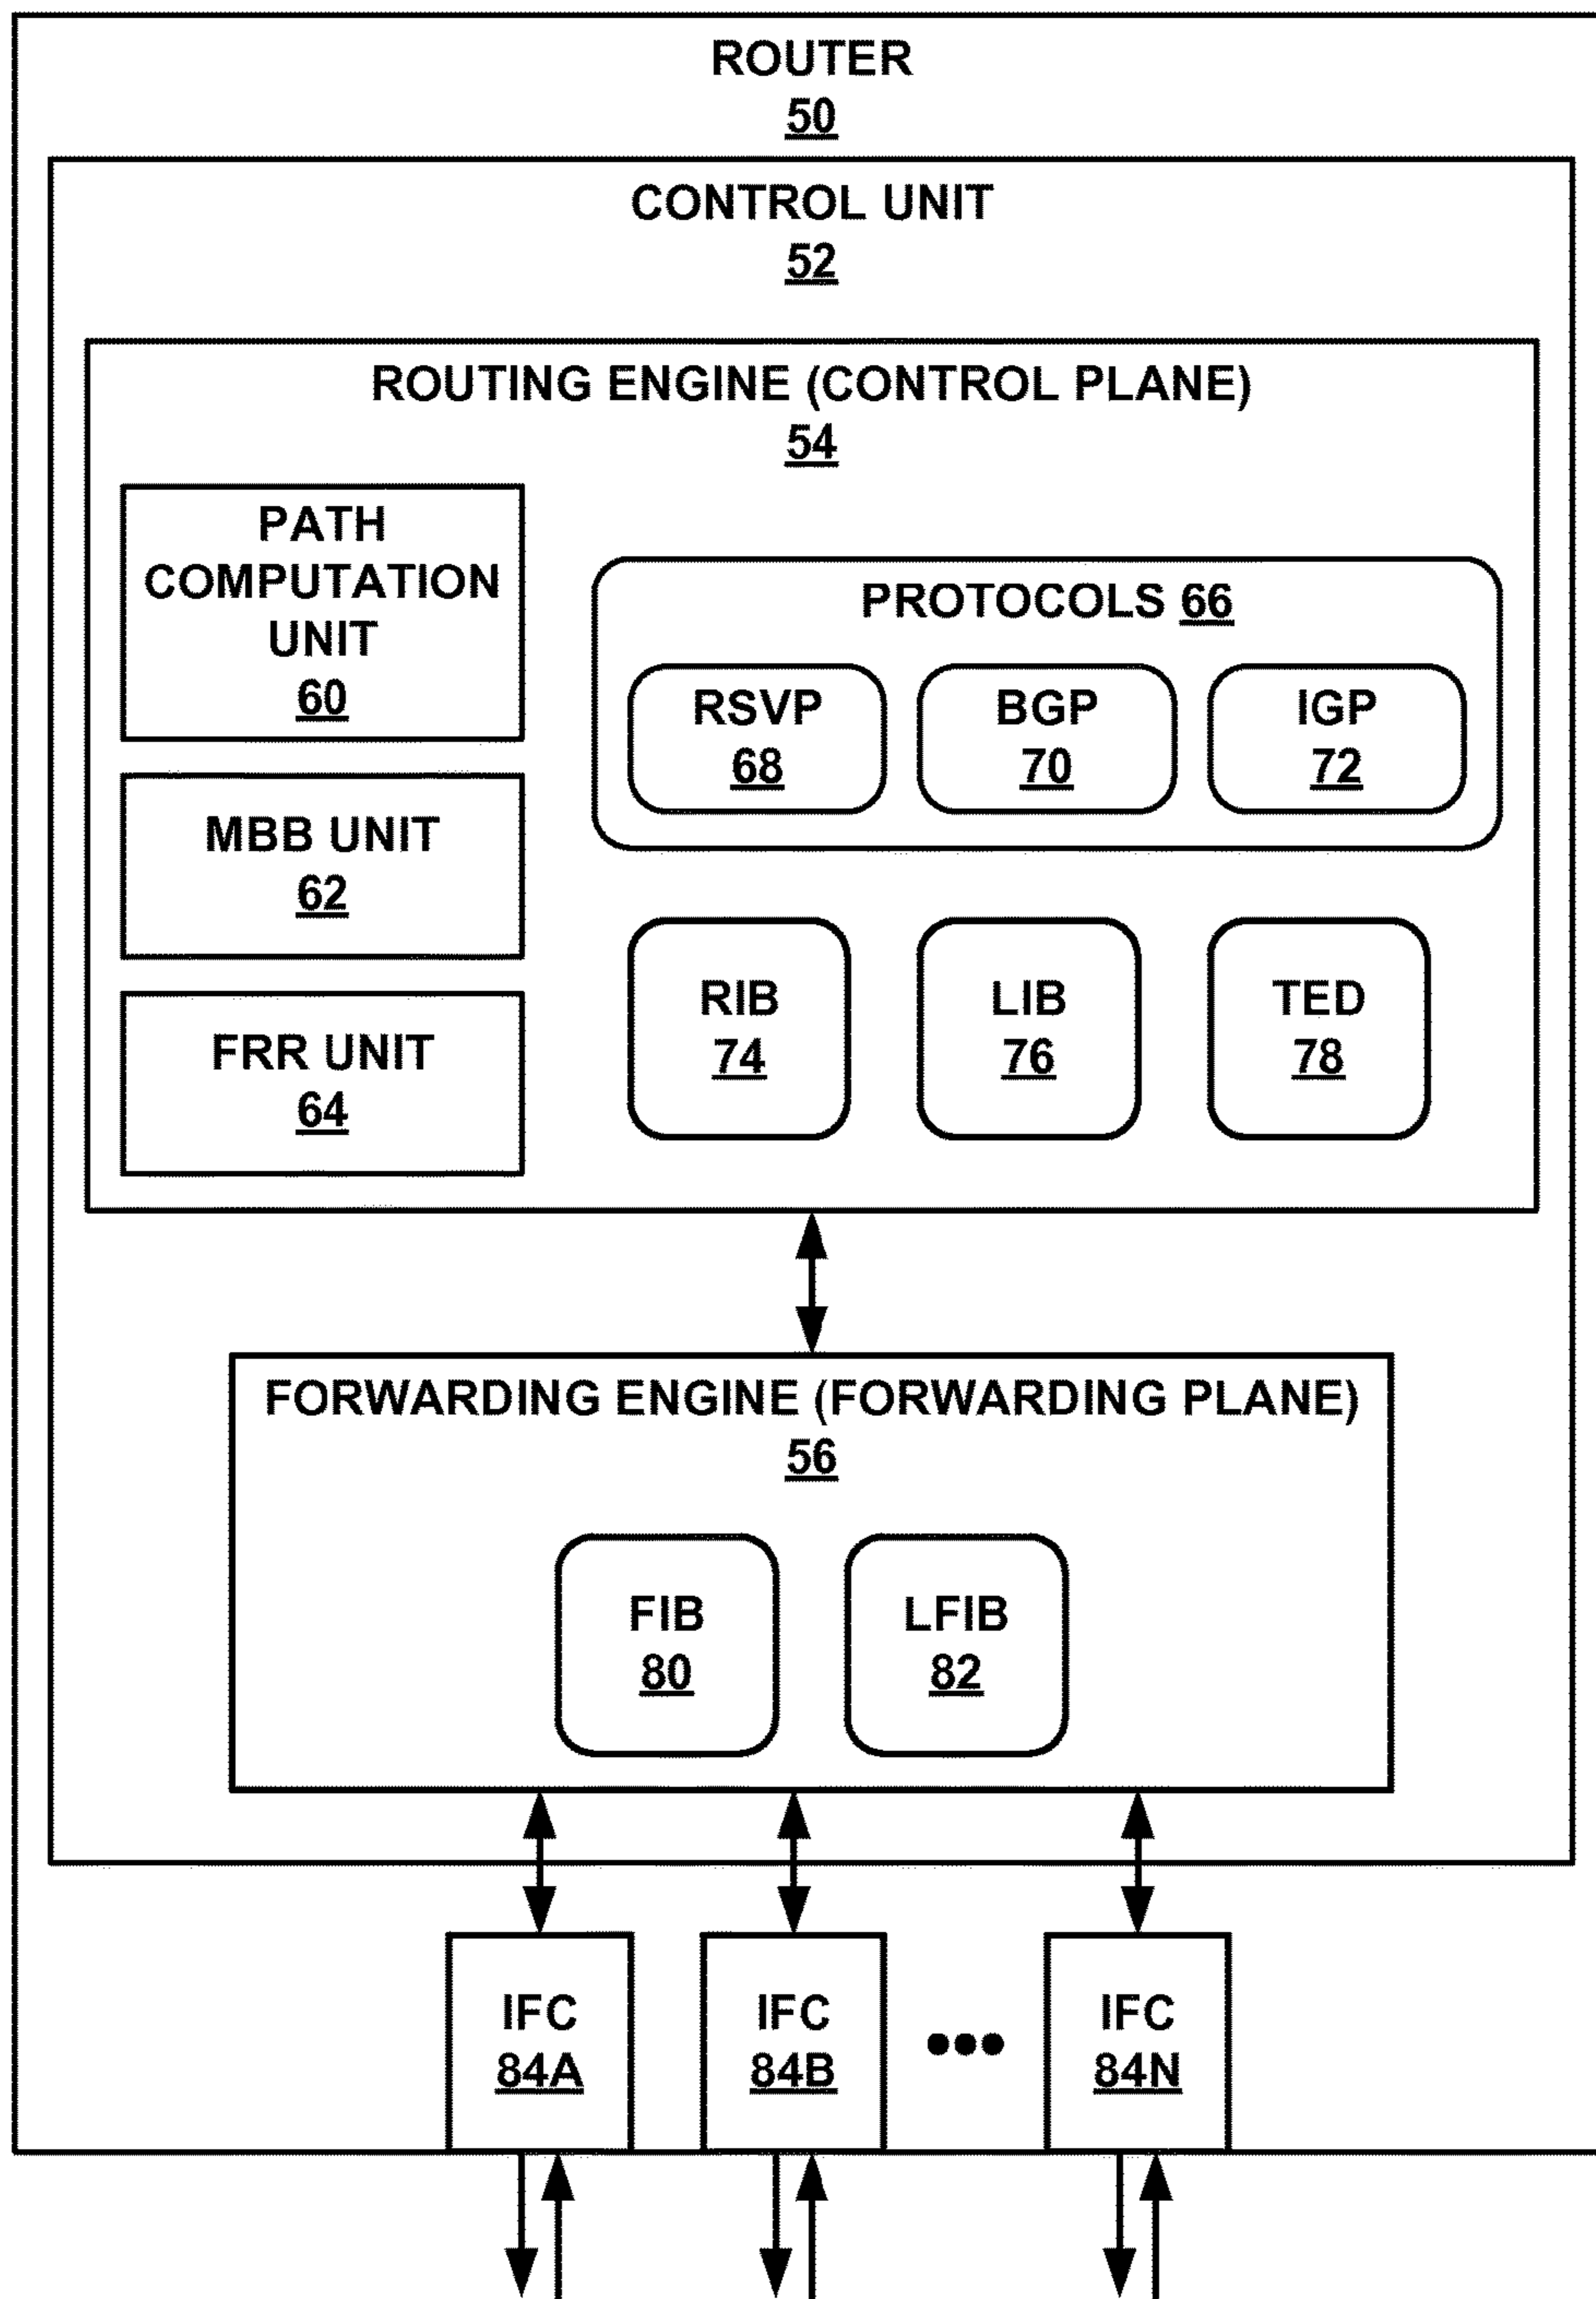 ROUTER
50
CONTROL UNIT
52
ROUTING ENGINE (CONTROL PLANE)
54
PATH
COMPUTATION
UNIT
60
MBB UNIT
62
FRR UNIT
64
PROTOCOLS 66
RSVP
68
BGP
70
IGP
72
RIB
74
LIB
76
TED
78
FORWARDING ENGINE (FORWARDING PLANE)
56
FIB
80
LFIB
82
IFC
84A
IFC
84B
IFC
84N